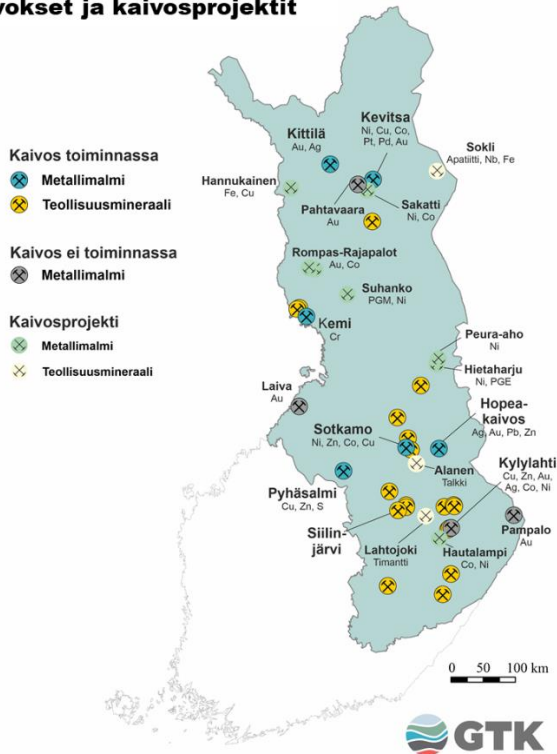 vokset ja kaivosprojektit
Kaivos toiminnassa
Metallimalmi
Teollisuusmineraali
Kaivos ei toiminnassa
Metallimalmi
Kaivosprojekti
Metallimalmi
Teollisuusmineraali
Kevitsa
Ni, Cu, Co,
Pt, Pd, Au
Kittilä
Au, Ag
Sokli
Apatiitti, Nb, Fe
Hannukainen
Fe, Cu
Pahtavaara
Au
Sakatti
Ni, Co
Rompas-Rajapalot
Au, Co
Suhanko
PGM, Ni
Kemi
Cr
Peura-aho
Ni
Hietaharju
Ni, PGE
Laiva
Au
Hopea-
kaivos
Ag, Au, Pb, Zn
Sotkamo
Ni, Zn, Co, Cu
Alanen
Talkki
Kylylahti
Cu, Zn, Au,
Ag, Co, Ni
Pyhäsalmi
Cu, Zn, S
Siilin-
järvi
Lahtojoki
Timantti
Hautalampi
Co, Ni
Pampalo
Au
0 50 100 km
GTK